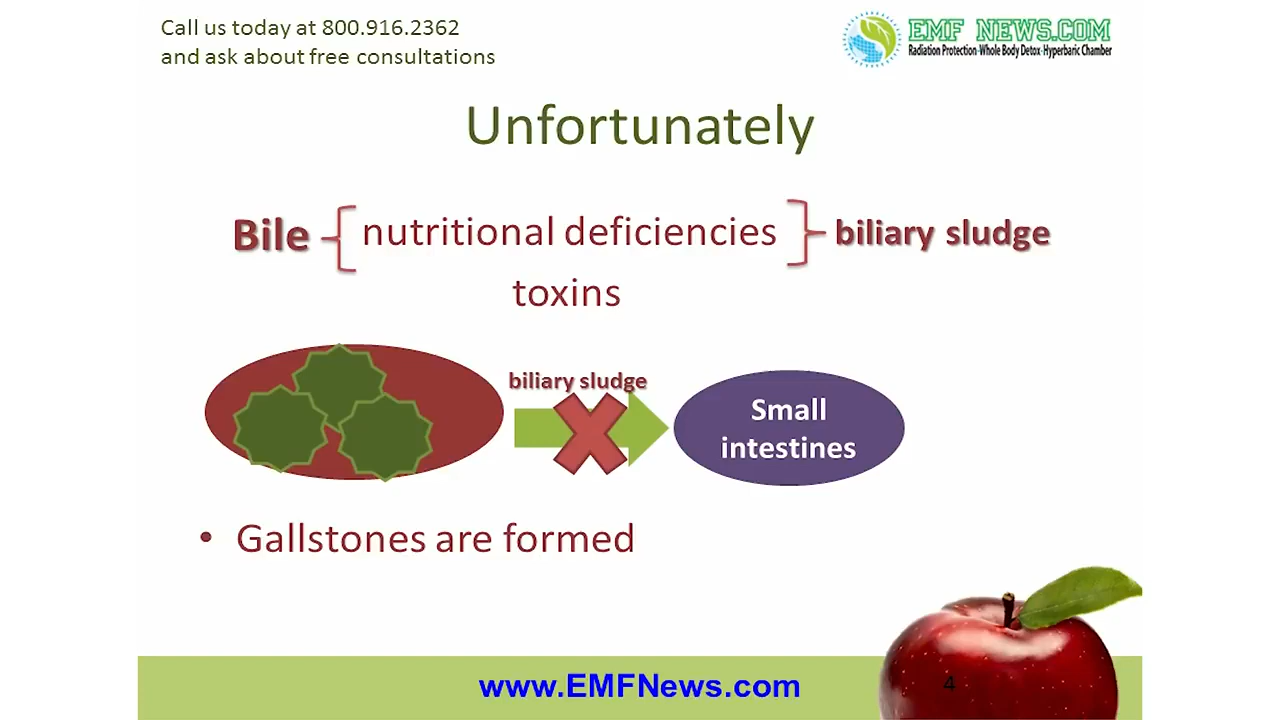 Call us today at 800.916.2362
and ask about free consultations
EMF NEWS.COM
Radiation Protection-Whole Body Detox-Hyperbaric Chamber
Unfortunately
Bile nutritional deficiencies biliary sludge
toxins
biliary sludge
Small
intestines
• Gallstones are formed
www.EMFNews.com
4